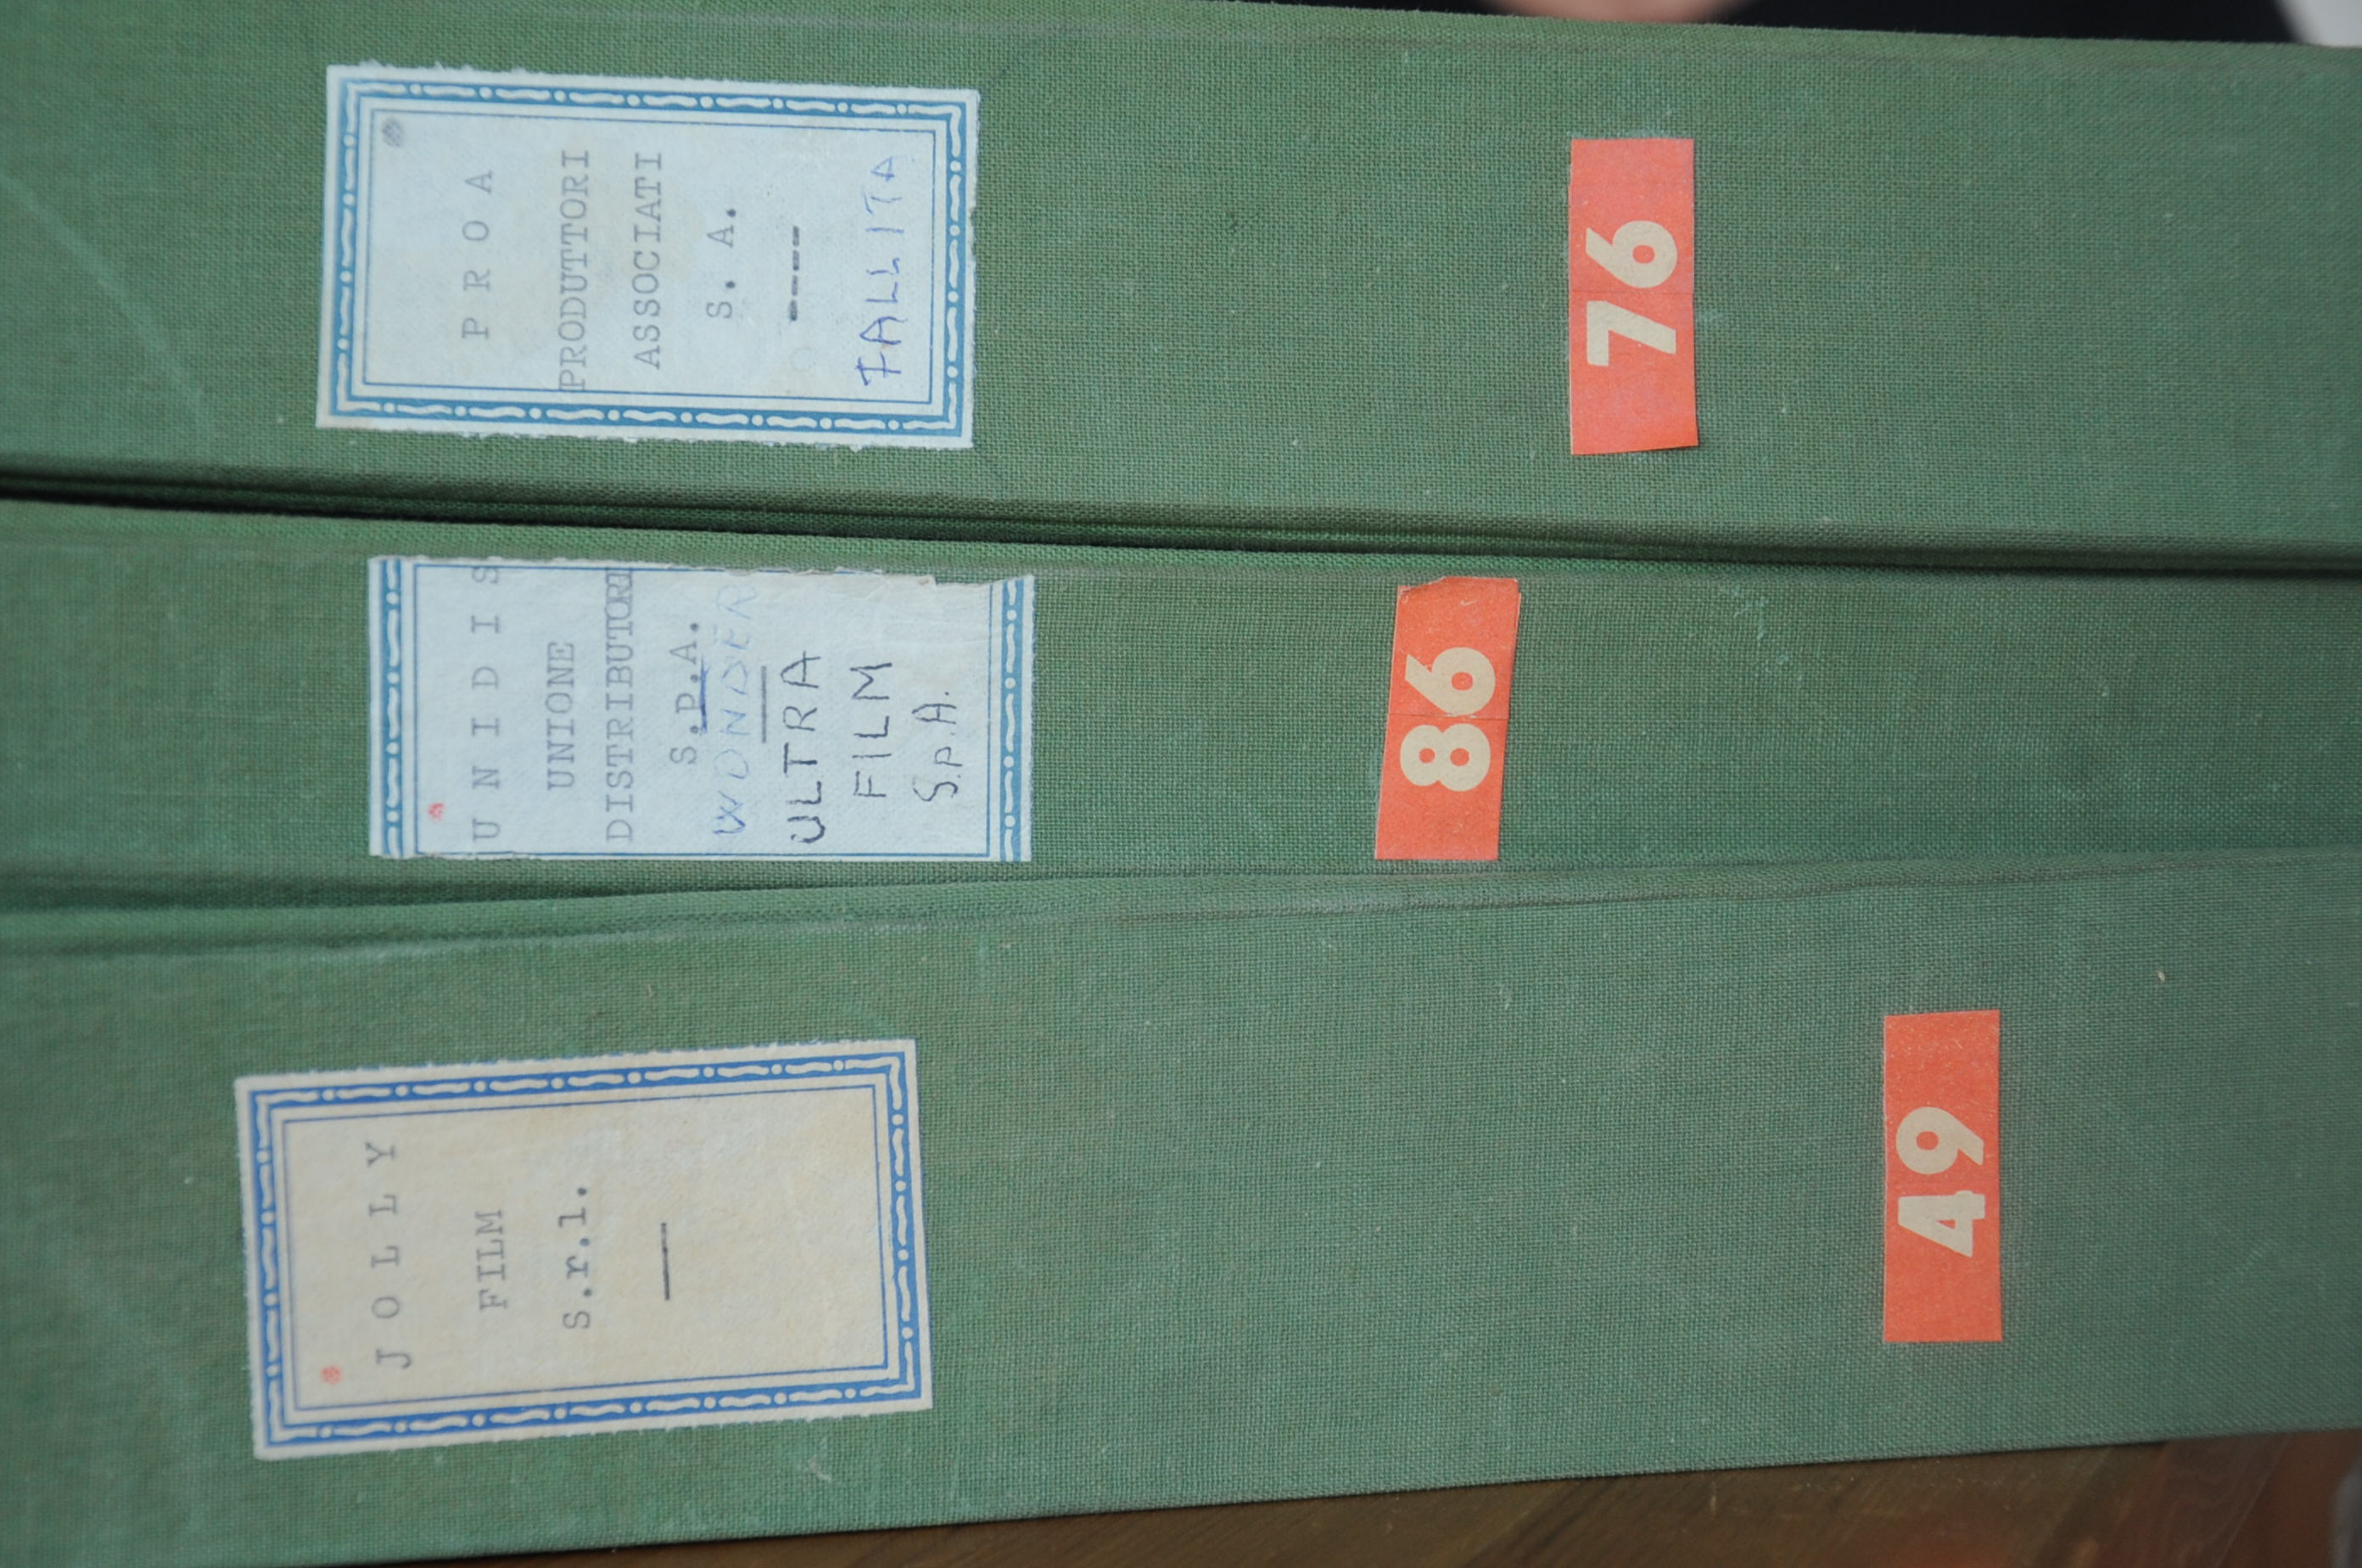 P R O A
PRODUTTORI
ASSOCIATI
S. A.
----
FALLITA
76
U N I D I S
UNIONE
DISTRIBUTORI
S.P.A.
WONDER
ULTRA
FILM
S.p.A.
86
J O L L Y
FILM
S.r.l.
49